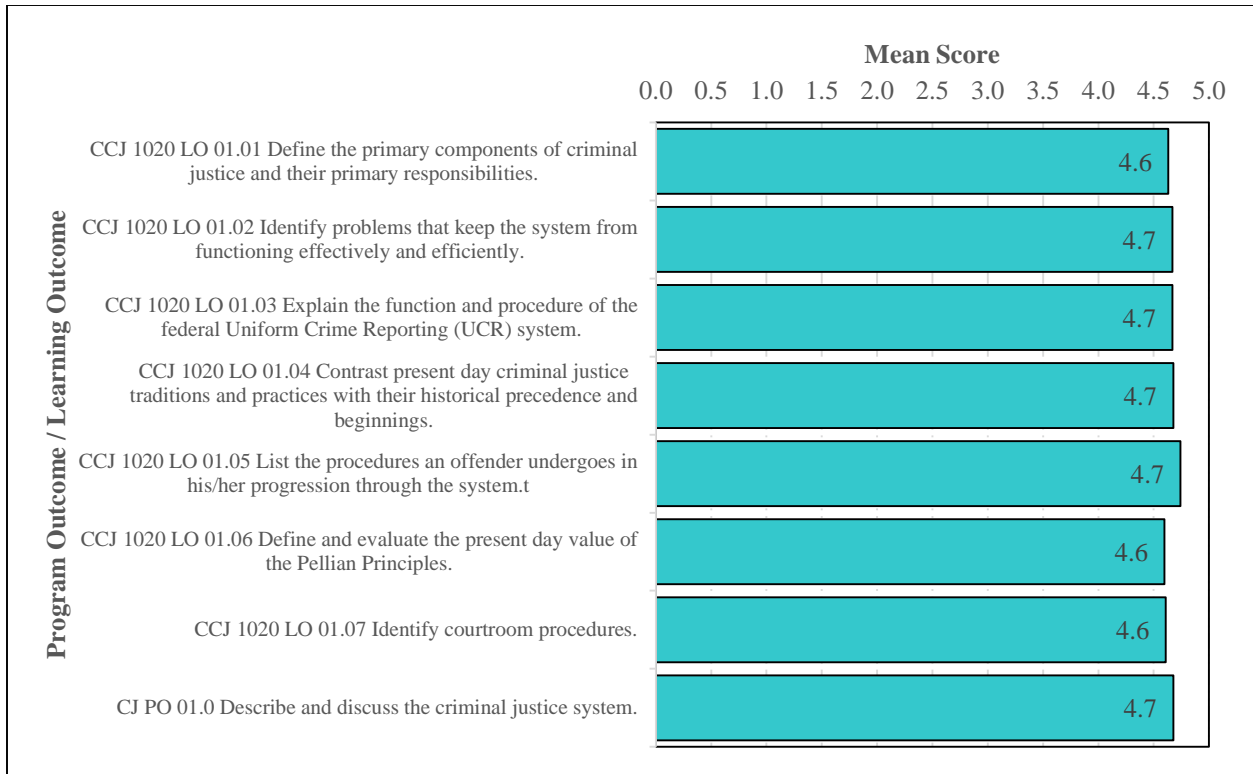 Mean Score
0.0 0.5 1.0 1.5 2.0 2.5 3.0 3.5 4.0 4.5 5.0
Program Outcome / Learning Outcome
CCJ 1020 LO 01.01 Define the primary components of criminal
justice and their primary responsibilities.
4.6
CCJ 1020 LO 01.02 Identify problems that keep the system from
functioning effectively and efficiently.
4.7
CCJ 1020 LO 01.03 Explain the function and procedure of the
federal Uniform Crime Reporting (UCR) system.
4.7
CCJ 1020 LO 01.04 Contrast present day criminal justice
traditions and practices with their historical precedence and
beginnings.
4.7
CCJ 1020 LO 01.05 List the procedures an offender undergoes in
his/her progression through the system.t
4.7
CCJ 1020 LO 01.06 Define and evaluate the present day value of
the Pellian Principles.
4.6
CCJ 1020 LO 01.07 Identify courtroom procedures.
4.6
CJ PO 01.0 Describe and discuss the criminal justice system.
4.7